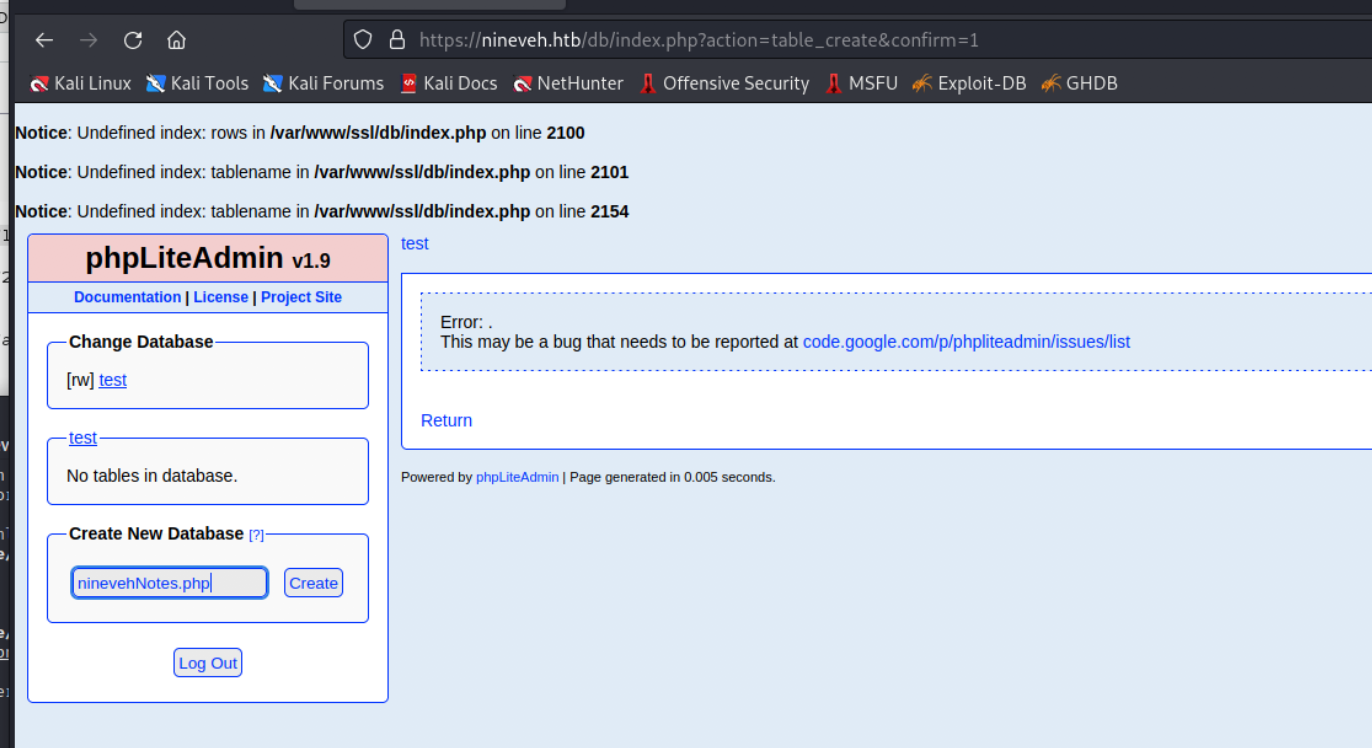 https://nineveh.htb/db/index.php?action=table_create&confirm=1
Kali Linux Kali Tools Kali Forums Kali Docs NetHunter Offensive Security MSFU Exploit-DB GHDB
Notice: Undefined index: rows in /var/www/ssl/db/index.php on line 2100
Notice: Undefined index: tablename in /var/www/ssl/db/index.php on line 2101
Notice: Undefined index: tablename in /var/www/ssl/db/index.php on line 2154
phpLiteAdmin v1.9
Documentation | License | Project Site
Change Database
[rw] test
test
No tables in database.
Create New Database [?]
ninevehNotes.php
Create
Log Out
test
Error: .
This may be a bug that needs to be reported at code.google.com/p/phpliteadmin/issues/list
Return
Powered by phpLiteAdmin | Page generated in 0.005 seconds.